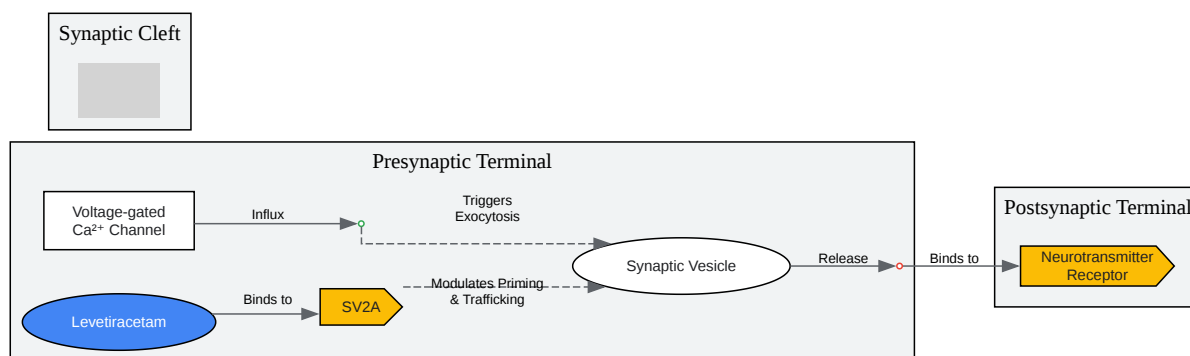 Synaptic Cleft
Presynaptic Terminal
Voltage-gated
Ca²⁺ Channel
Influx
Triggers
Exocytosis
Synaptic Vesicle
Release
Binds to
Postsynaptic Terminal
Neurotransmitter
Receptor
Levetiracetam
Binds to
SV2A
Modulates Priming
& Trafficking